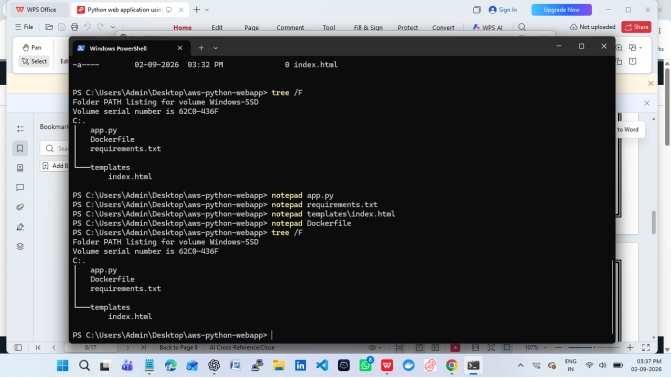 WPS Office
Python web application using
Sign in
Upgrade Now
File
Home
Edit
Page
Comment
Tool
Fill & Sign
Protect
Convert
WPS AI
Not uploaded
Share
Pan
Select
Edi
to Word
Bookmar
Sea
Add B
Windows PowerShell
-a---- 02-09-2026 03:32 PM 0 index.html
PS C:\Users\Admin\Desktop\aws-python-webapp> tree /F
Folder PATH listing for volume Windows-SSD
Volume serial number is 62C0-436F
C:.
app.py
Dockerfile
requirements.txt
templates
index.html
PS C:\Users\Admin\Desktop\aws-python-webapp> notepad app.py
PS C:\Users\Admin\Desktop\aws-python-webapp> notepad requirements.txt
PS C:\Users\Admin\Desktop\aws-python-webapp> notepad templates\index.html
PS C:\Users\Admin\Desktop\aws-python-webapp> notepad Dockerfile
PS C:\Users\Admin\Desktop\aws-python-webapp> tree /F
Folder PATH listing for volume Windows-SSD
Volume serial number is 62C0-436F
C:.
app.py
Dockerfile
requirements.txt
templates
index.html
PS C:\Users\Admin\Desktop\aws-python-webapp>
8/17
Back to Page 8
AI Cross-Reference:Close
107%
ENG
IN
03:37 PM
02-09-2026